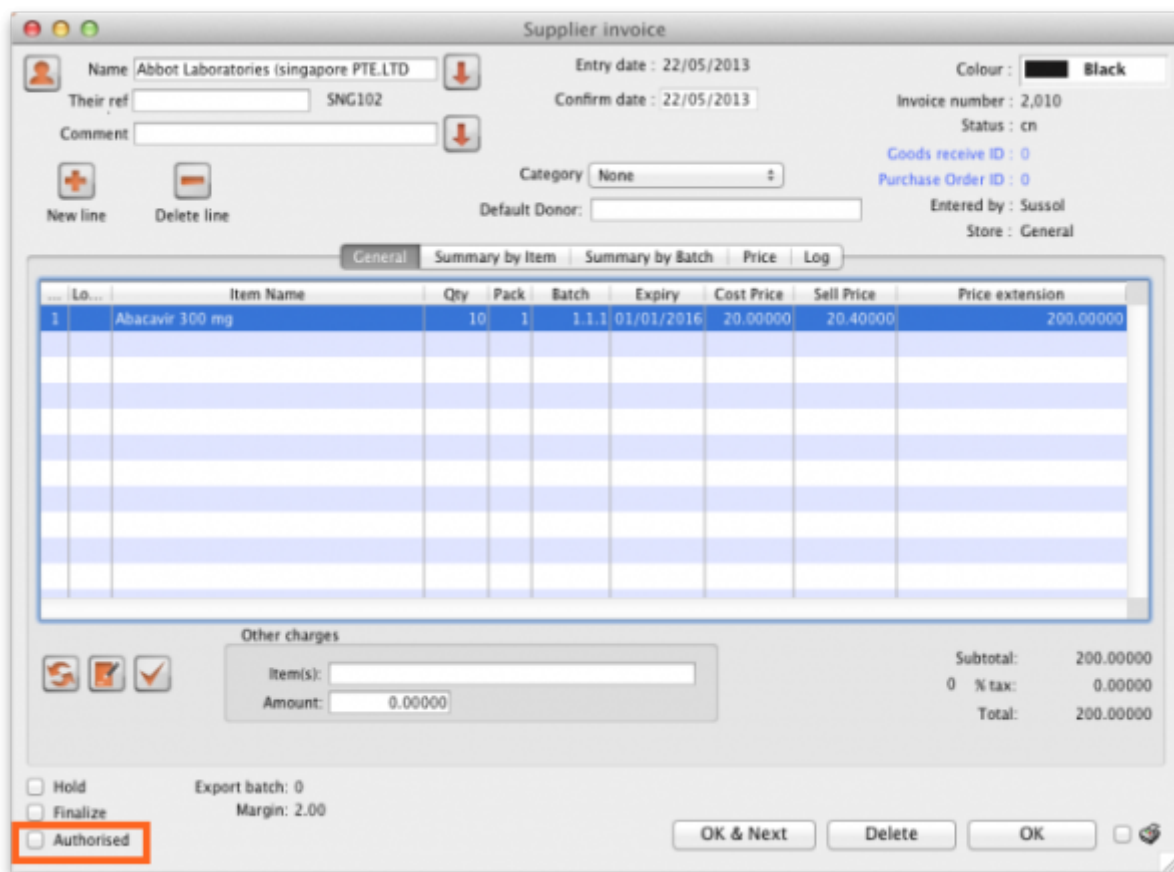 Supplier invoice
Name Abbot Laboratories (singapore PTE.LTD
Entry date : 22/05/2013
Colour : Black
Their ref SNG102
Confirm date : 22/05/2013
Invoice number : 2,010
Comment
Status : cn
Goods receive ID : 0
Category None
Purchase Order ID : 0
New line Delete line
Default Donor:
Entered by : Sussol
Store : General
General Summary by Item Summary by Batch Price Log
... Lo... Item Name Qty Pack Batch Expiry Cost Price Sell Price Price extension
1 Abacavir 300 mg 10 1 1.1.1 01/01/2016 20.00000 20.40000 200.00000
Other charges
Item(s):
Amount: 0.00000
Subtotal: 200.00000
0 % tax: 0.00000
Total: 200.00000
Hold Export batch: 0
Finalize Margin: 2.00
Authorised
OK & Next Delete OK